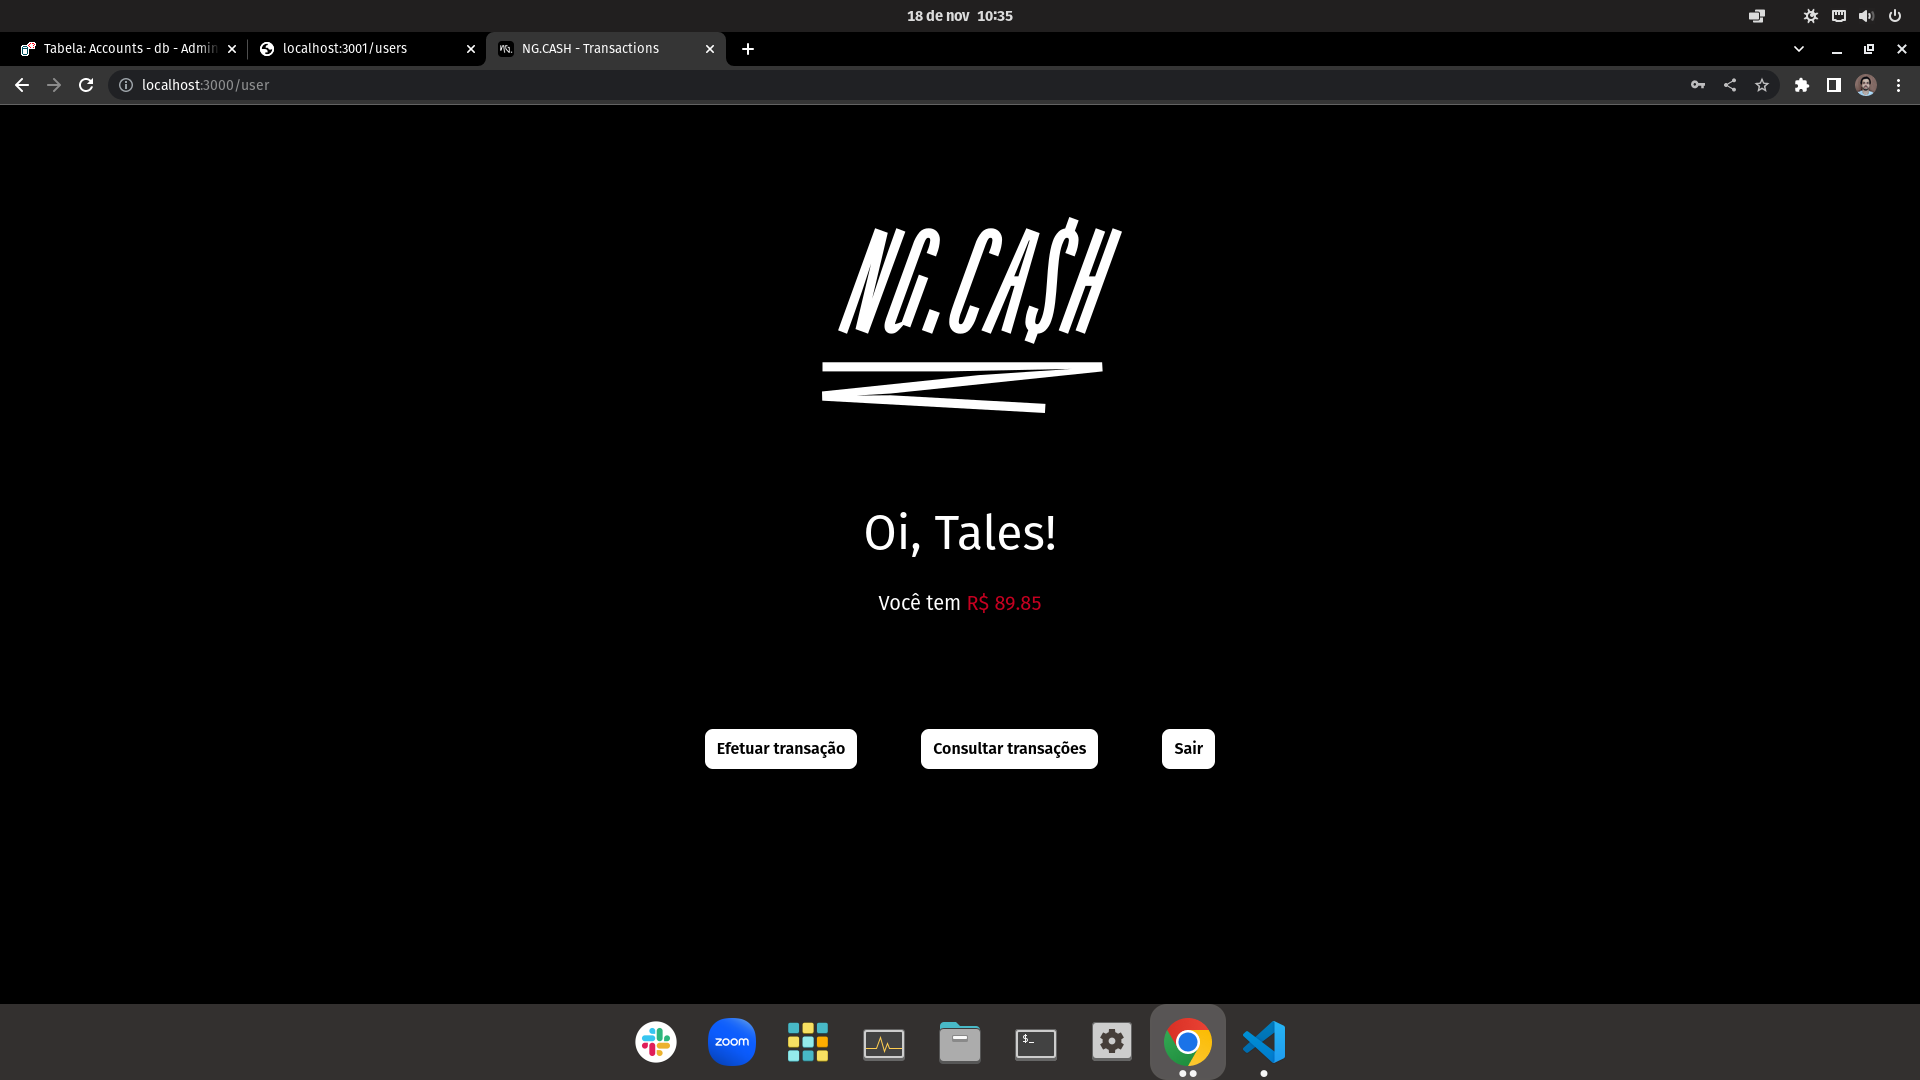 18 de nov 10:35
Tabela: Accounts - db - Admin
localhost:3001/users
NG.CASH - Transactions
localhost:3000/user
NG.CA$H
Oi, Tales!
Você tem R$ 89.85
Efetuar transação
Consultar transações
Sair
zoom
$_